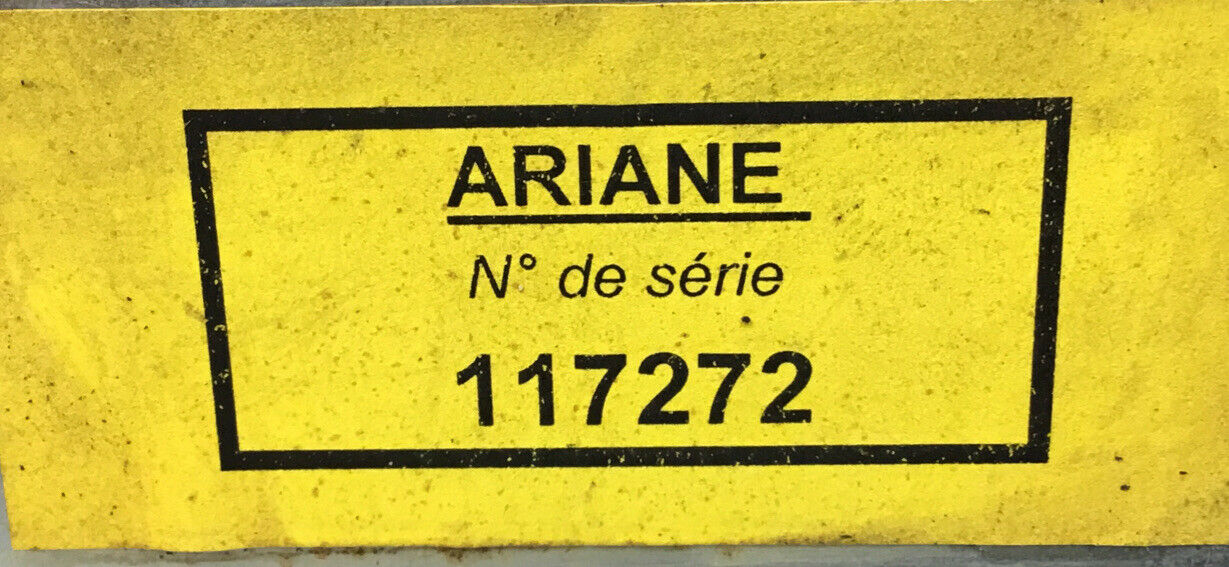 ARIANE
N° de série
117272